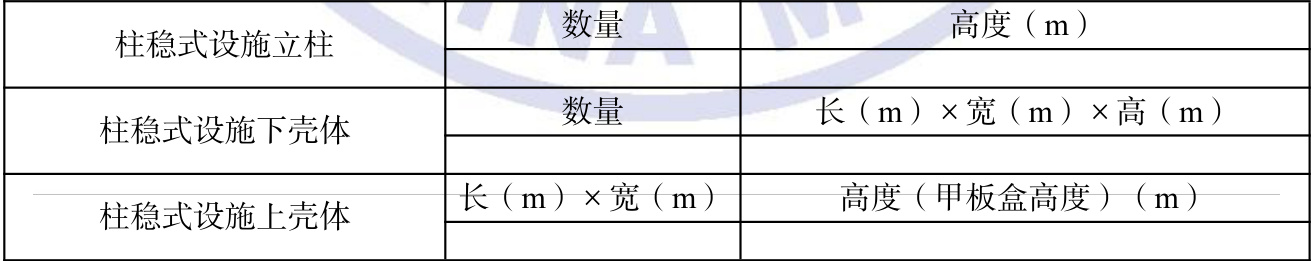 柱稳式设施立柱 数量 高度（m）
柱稳式设施下壳体 数量 长（m）×宽（m）×高（m）
柱稳式设施上壳体 长（m）×宽（m） 高度（甲板盒高度）（m）
INA M